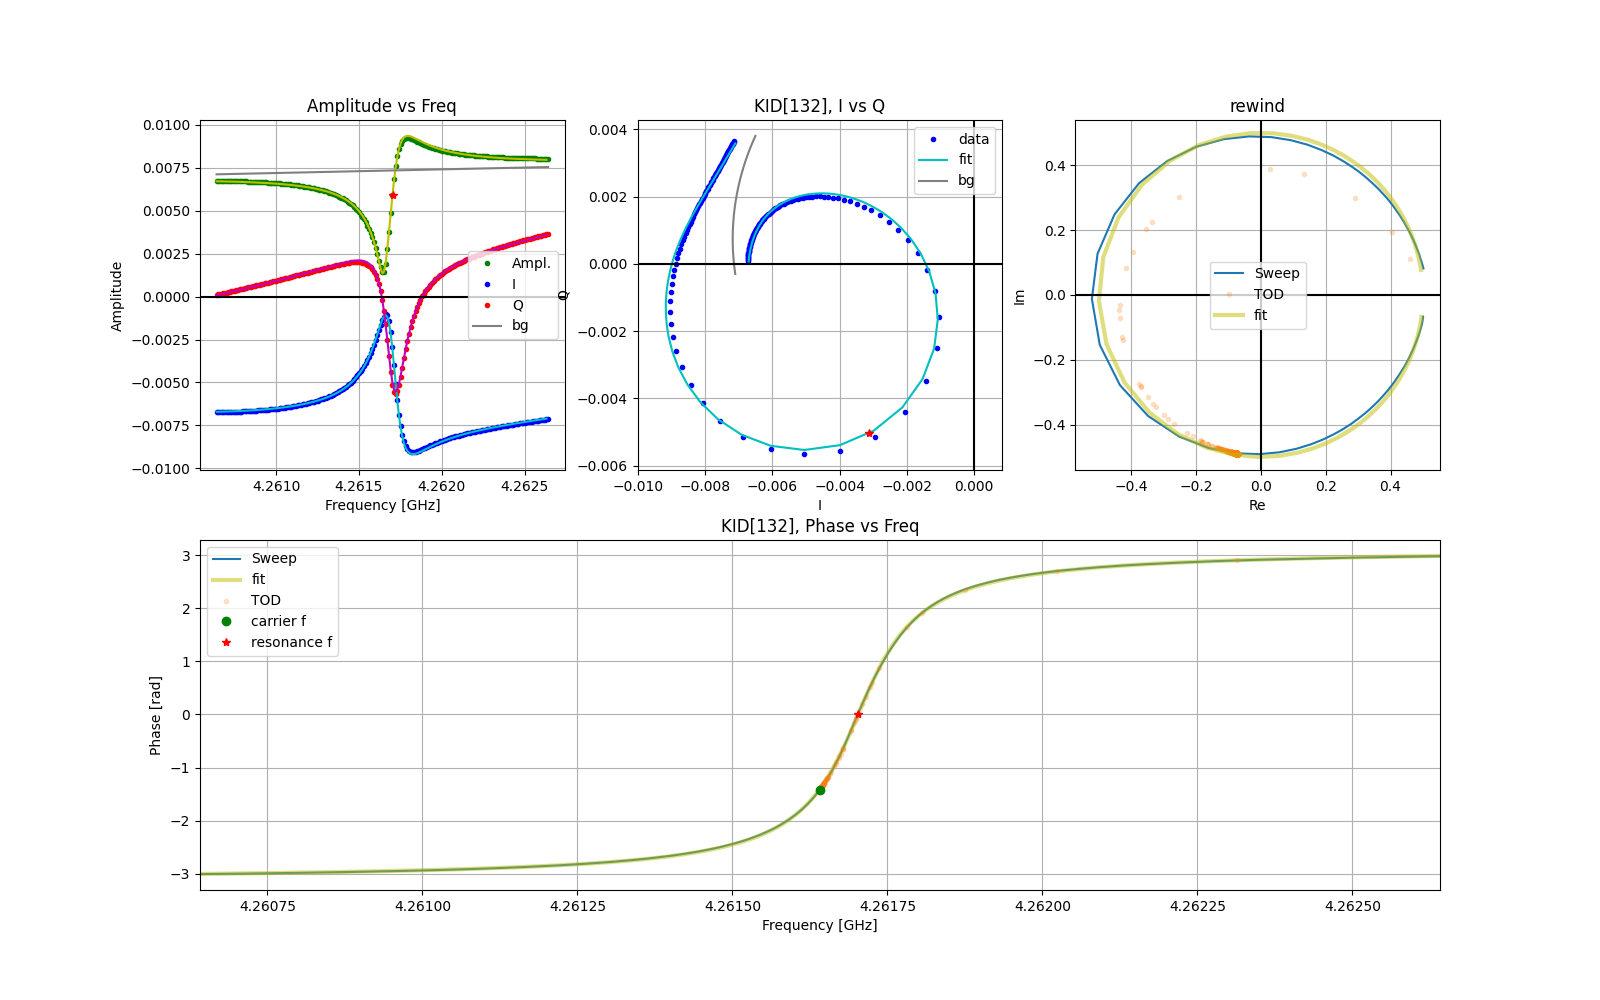 Amplitude vs Freq
Amplitude
0.0100
0.0075
0.0050
0.0025
0.0000
−0.0025
−0.0050
−0.0075
−0.0100
Ampl.
I
Q
bg
4.2610
4.2615
4.2620
4.2625
Frequency [GHz]
KID[132], I vs Q
Q
0.004
0.002
0.000
−0.002
−0.004
−0.006
data
fit
bg
−0.010
−0.008
−0.006
−0.004
−0.002
0.000
I
rewind
Im
0.4
0.2
0.0
−0.2
−0.4
Sweep
TOD
fit
−0.4
−0.2
0.0
0.2
0.4
Re
KID[132], Phase vs Freq
Phase [rad]
3
2
1
0
−1
−2
−3
Sweep
fit
TOD
carrier f
resonance f
4.26075
4.26100
4.26125
4.26150
4.26175
4.26200
4.26225
4.26250
Frequency [GHz]